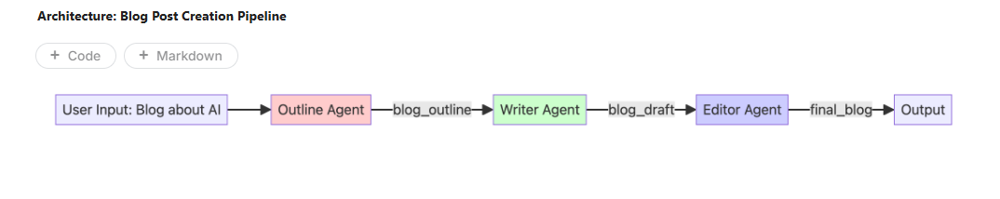 Architecture: Blog Post Creation Pipeline
+ Code + Markdown
User Input: Blog about AI Outline Agent blog_outline Writer Agent blog_draft Editor Agent final_blog Output